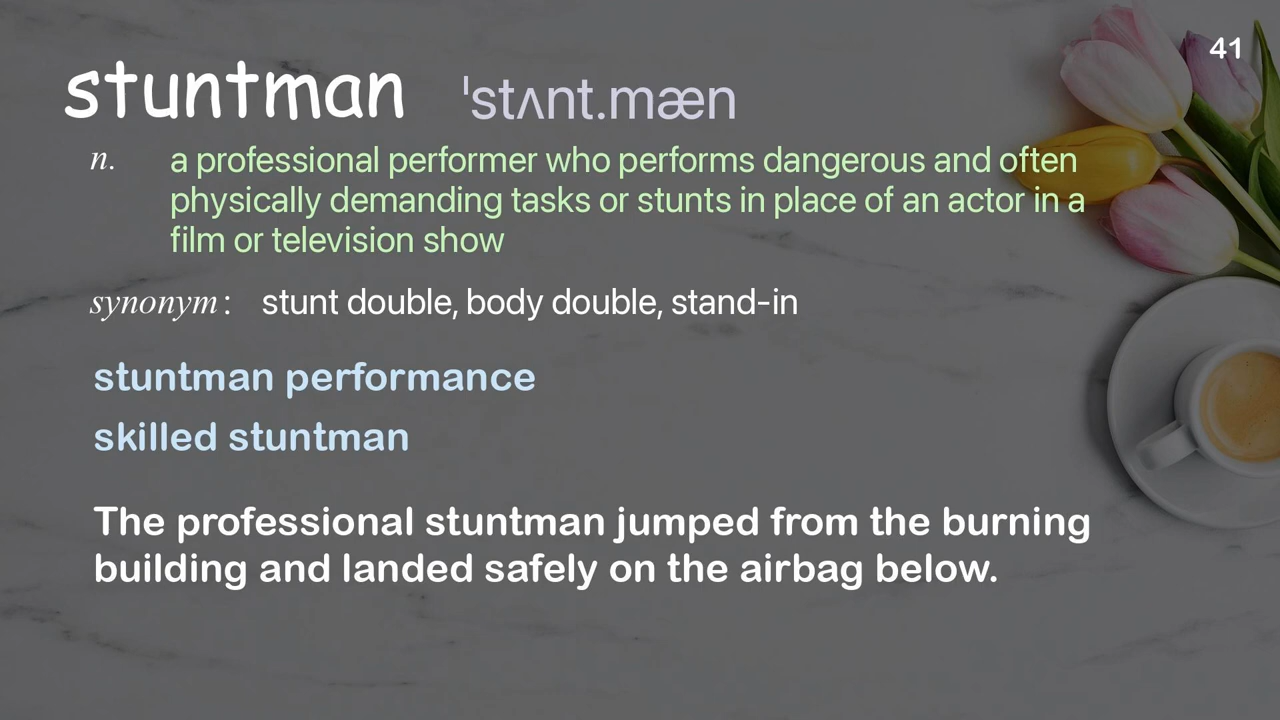 41
stuntman ˈstʌnt.mæn
n. a professional performer who performs dangerous and often
physically demanding tasks or stunts in place of an actor in a
film or television show
synonym: stunt double, body double, stand-in
stuntman performance
skilled stuntman
The professional stuntman jumped from the burning
building and landed safely on the airbag below.